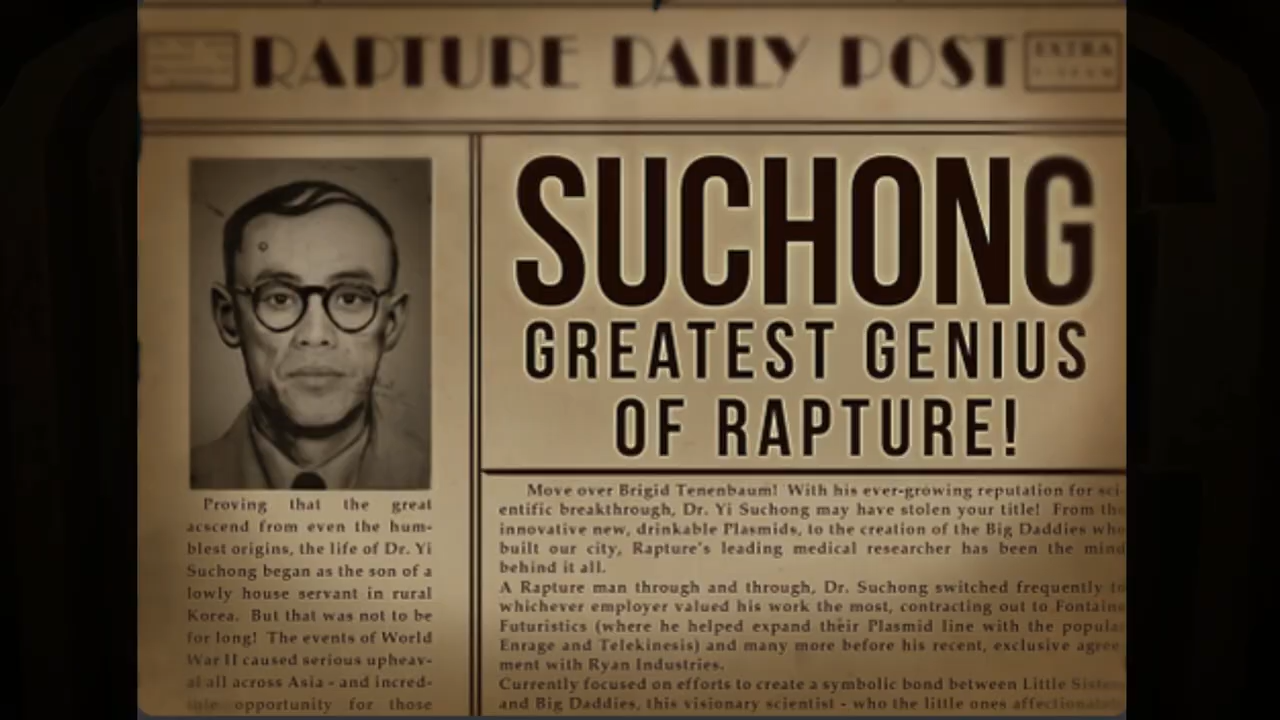 RAPTURE DAILY POST
EXTRA
SUCHONG
GREATEST GENIUS
OF RAPTURE!
Proving that the great
acscend from even the hum-
blest origins, the life of Dr. Yi
Suchong began as the son of a
lowly house servant in rural
Korea. But that was not to be
for long! The events of World
War II caused serious upheav-
al all across Asia - and incred-
ible opportunity for those
Move over Brigid Tenenbaum! With his ever-growing reputation for sci-
entific breakthrough, Dr. Yi Suchong may have stolen your title! From the
innovative new, drinkable Plasmids, to the creation of the Big Daddies who
built our city, Rapture's leading medical researcher has been the mind
behind it all.
A Rapture man through and through, Dr. Suchong switched frequently to
whichever employer valued his work the most, contracting out to Fontaine
Futuristics (where he helped expand their Plasmid line with the popular
Enrage and Telekinesis) and many more before his recent, exclusive agree-
ment with Ryan Industries.
Currently focused on efforts to create a symbolic bond between Little Sisters
and Big Daddies, this visionary scientist - who the little ones affectionately